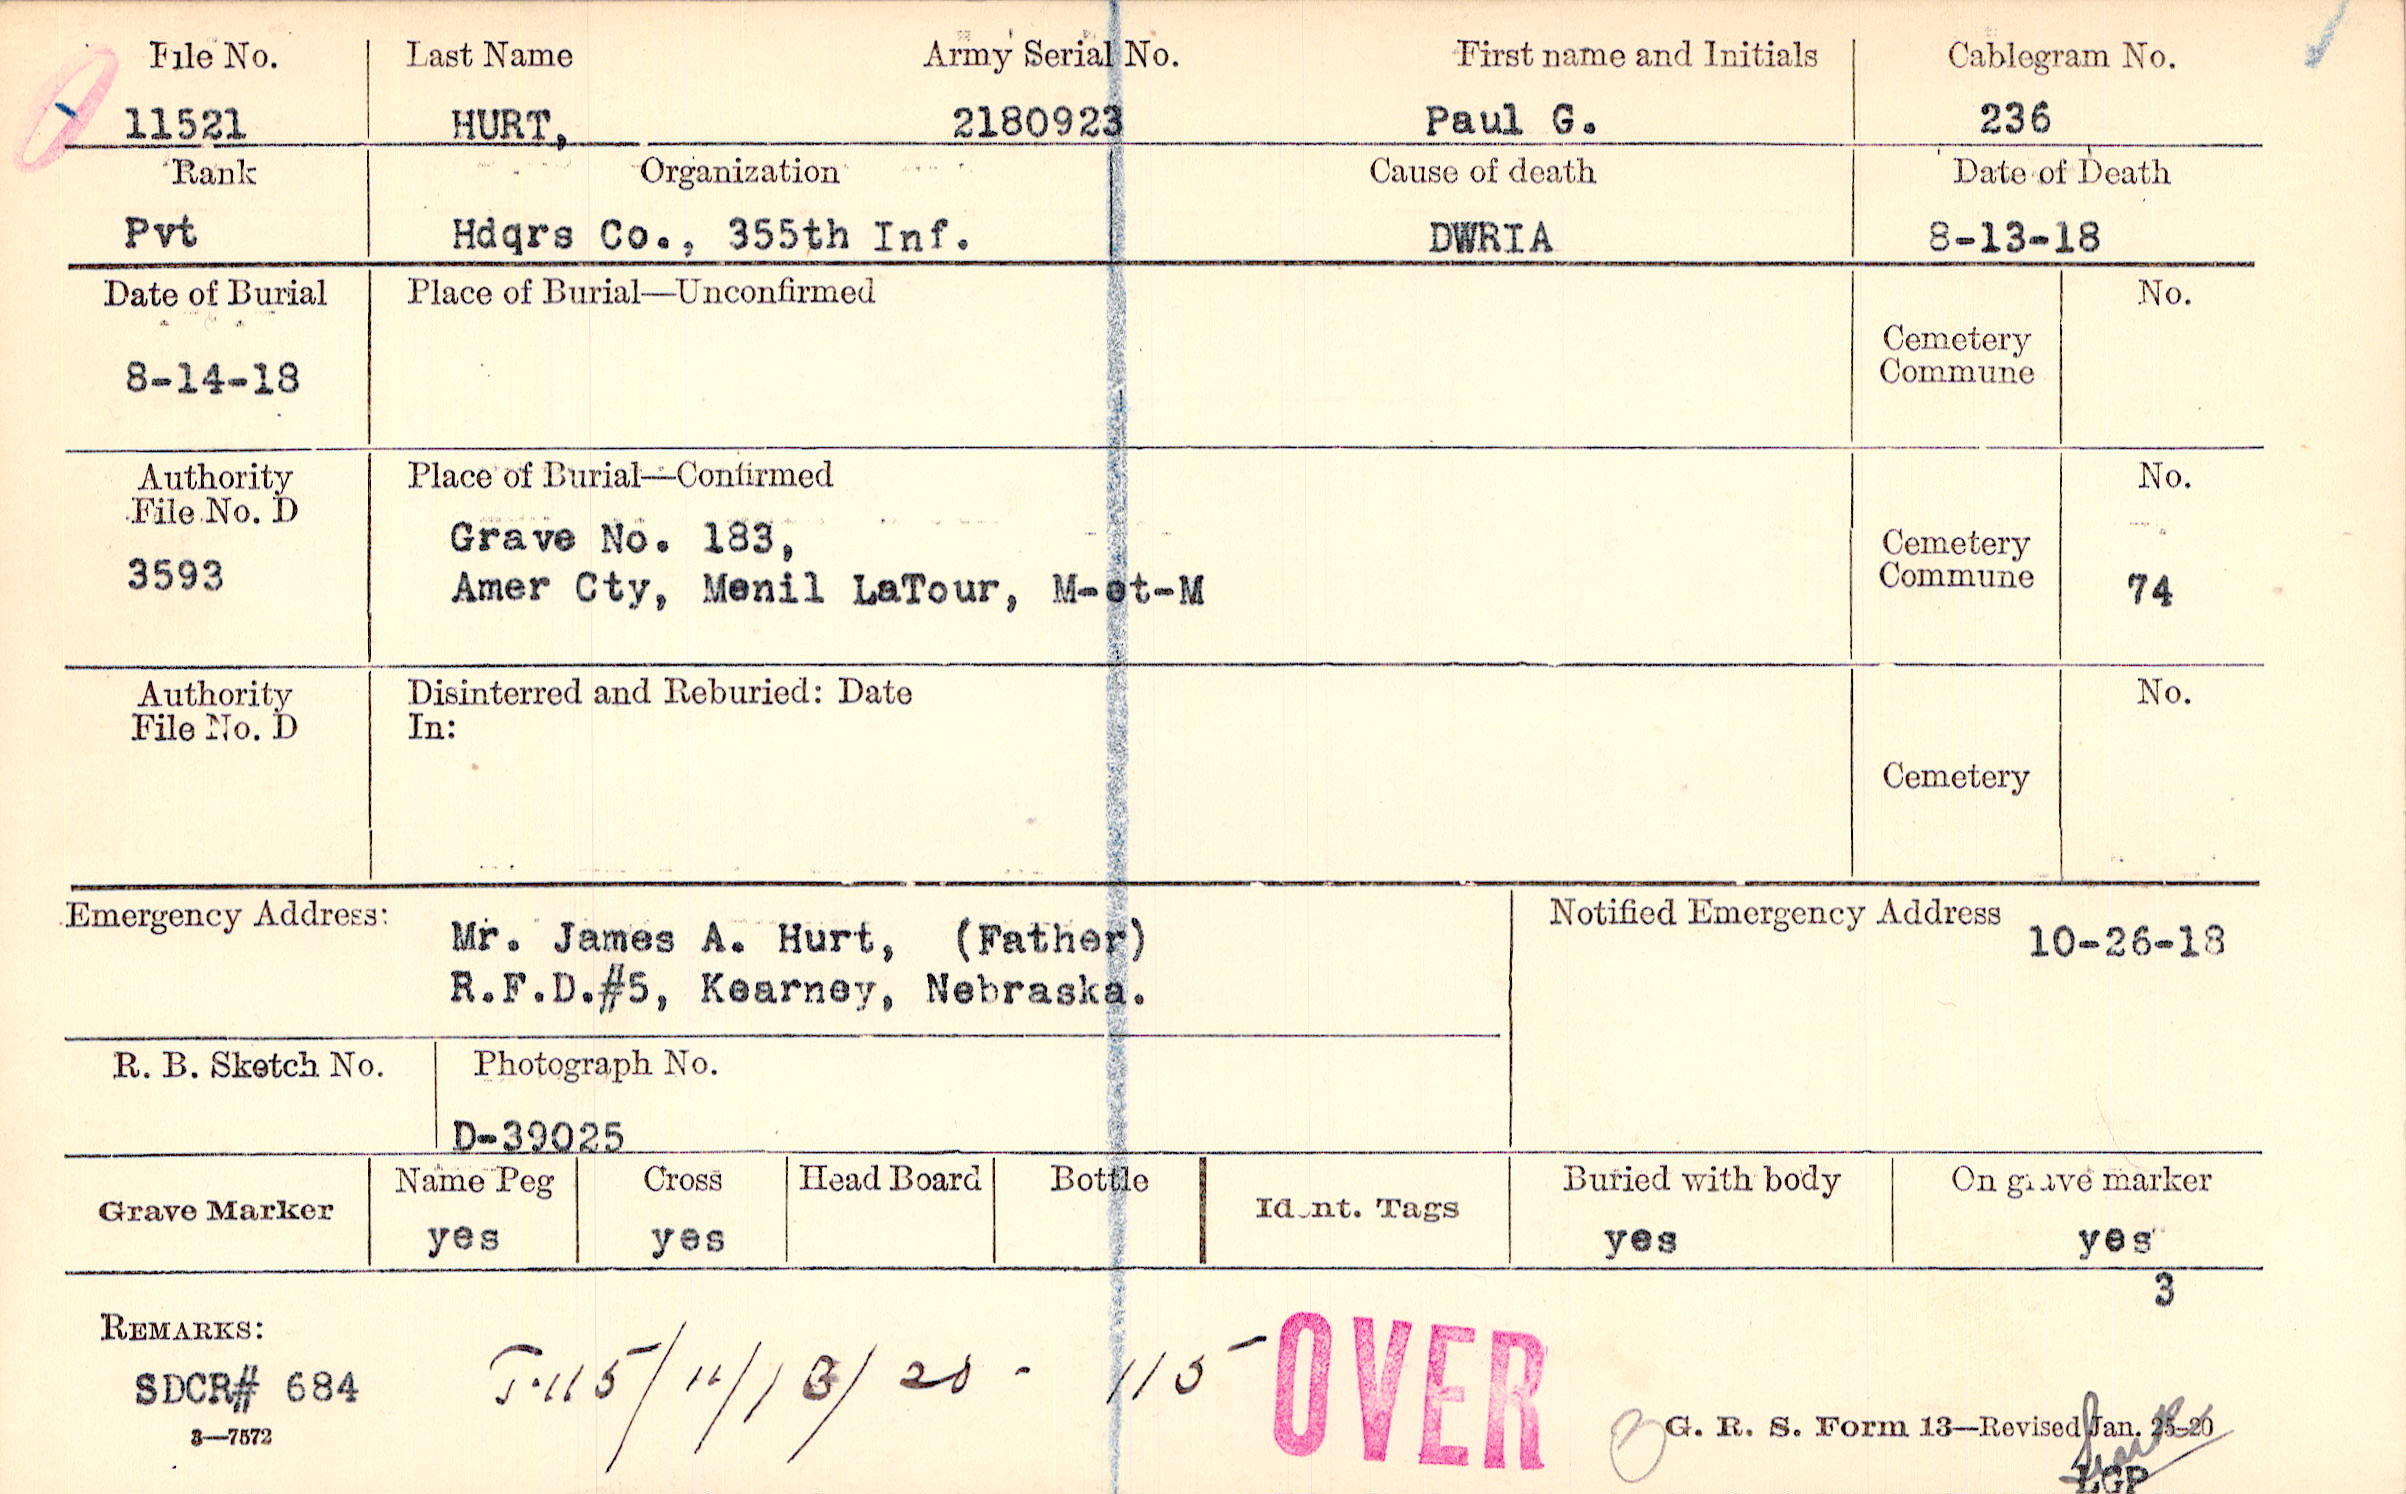 File No. Last Name Army Serial No. First name and Initials Cablegram No.
11521 HURT, 2180923 Paul G. 236
Rank Organization Cause of death Date of Death
Pvt Hdqrs Co., 355th Inf. DWRIA 8-13-18
Date of Burial Place of Burial—Unconfirmed No.
Cemetery
Commune
8-14-18
Authority Place of Burial—Confirmed No.
File No. D
Grave No. 183,
Cemetery
3593 Commune
Amer Cty, Menil LaTour, M-et-M 74
Authority Disinterred and Reburied: Date No.
File No. D In:
Cemetery
Emergency Address: Notified Emergency Address
Mr. James A. Hurt, (Father) 10-26-18
R.F.D.#5, Kearney, Nebraska.
R. B. Sketch No. Photograph No.
D-39025
Grave Marker Name Peg Cross Head Board Bottle Ident. Tags Buried with body On grave marker
yes yes yes yes
3
REMARKS:
SDCR# 684 115 OVER
3—7572 G. R. S. Form 13—Revised Jan. 25-20
LGP